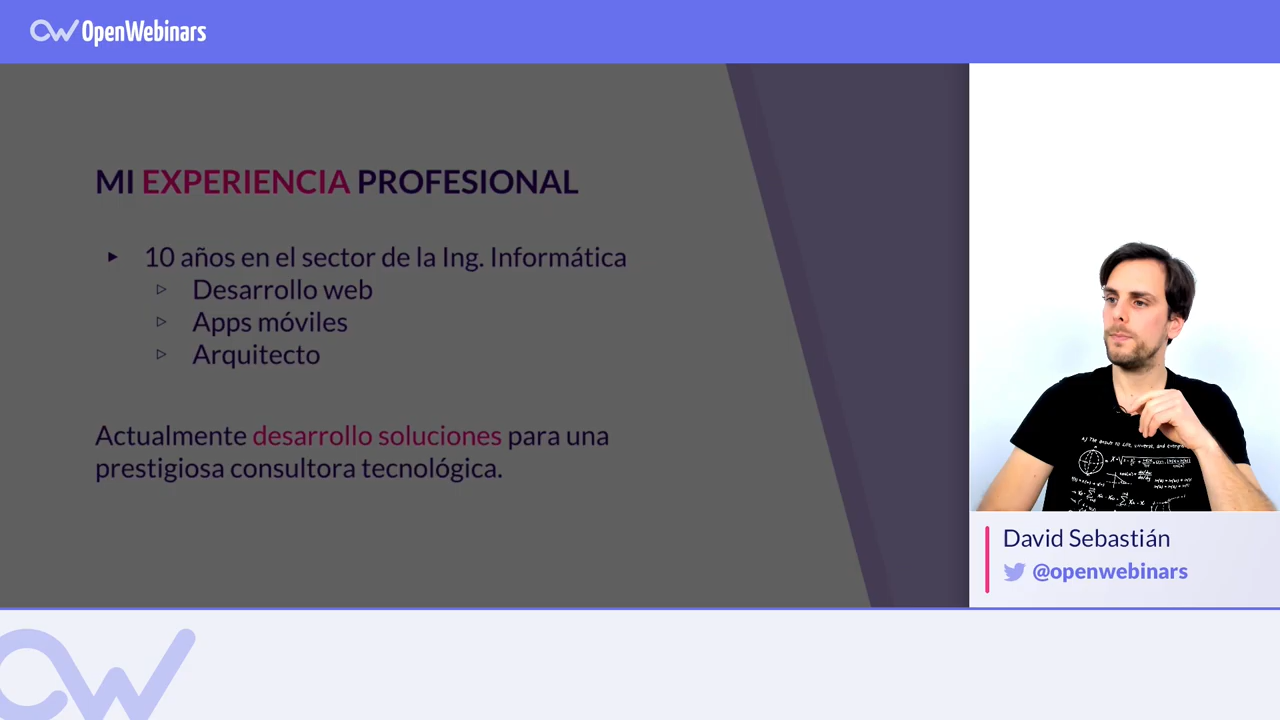 OpenWebinars
MI EXPERIENCIA PROFESIONAL
10 años en el sector de la Ing. Informática
Desarrollo web
Apps móviles
Arquitecto
Actualmente desarrollo soluciones para una
prestigiosa consultora tecnológica.
David Sebastián
@openwebinars